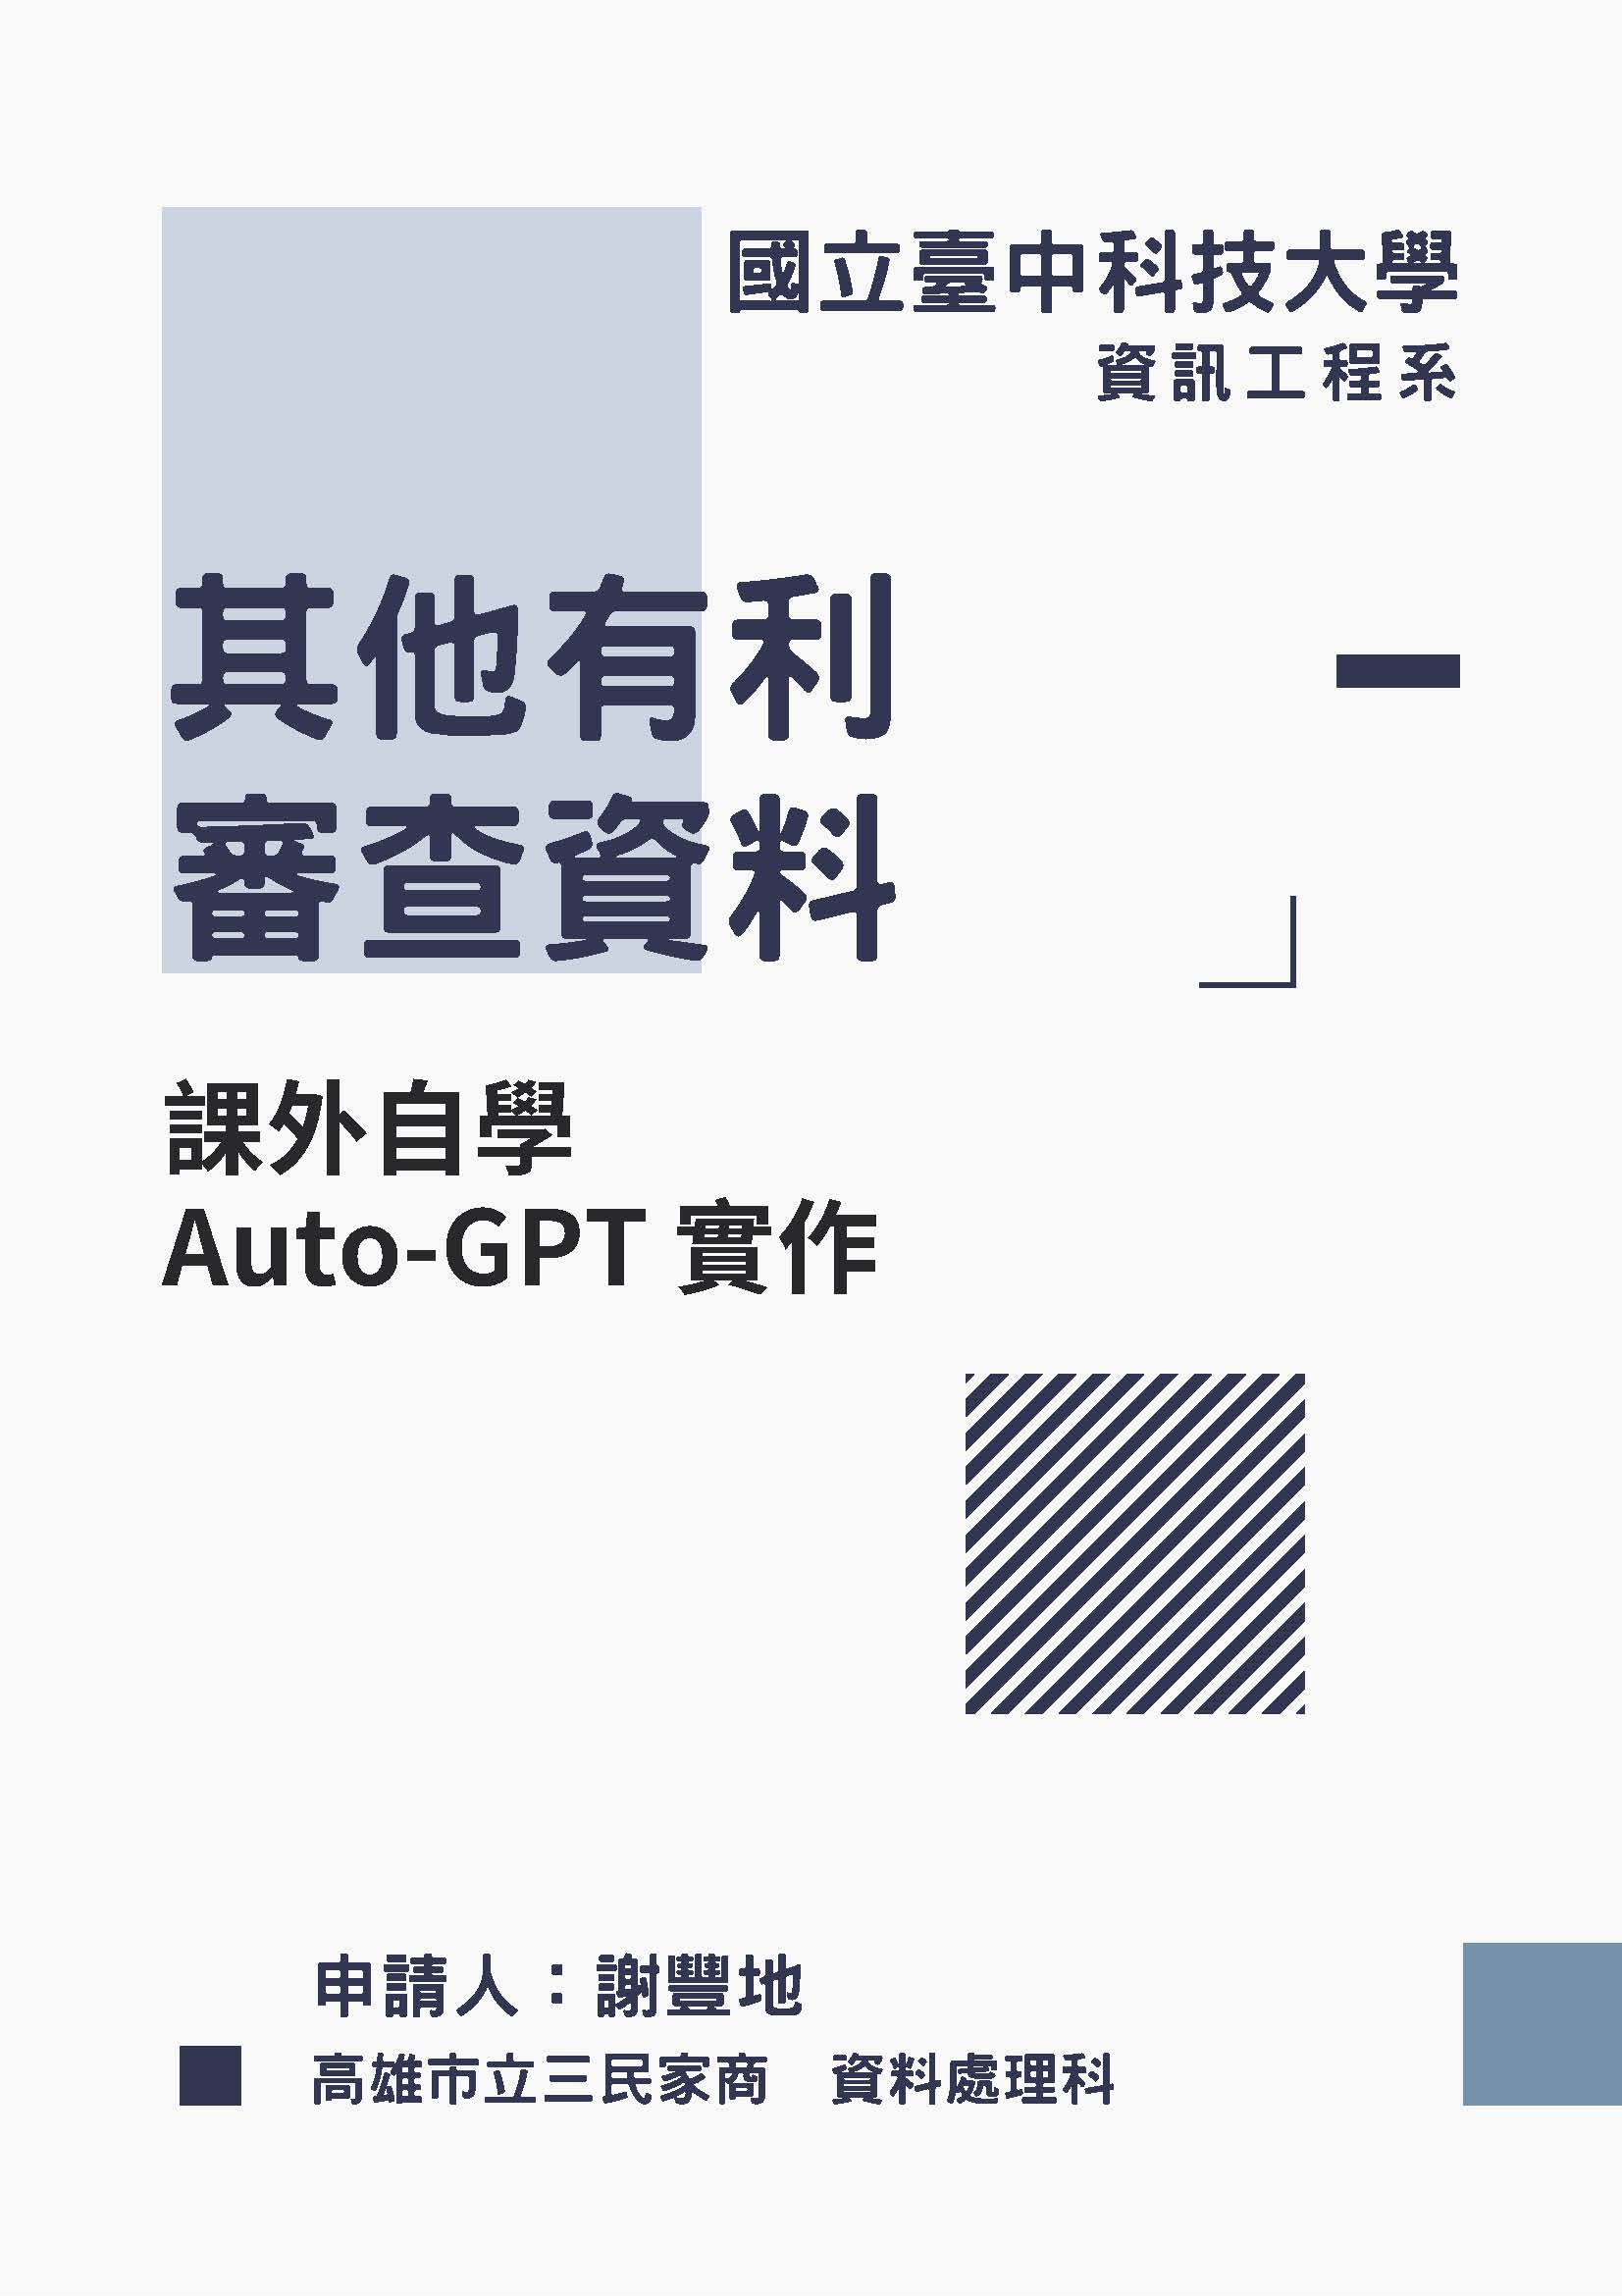 國立臺中科技大學
資訊工程系
其他有利
審查資料
課外自學
Auto-GPT 實作
申請人：謝豐地
高雄市立三民家商　資料處理科